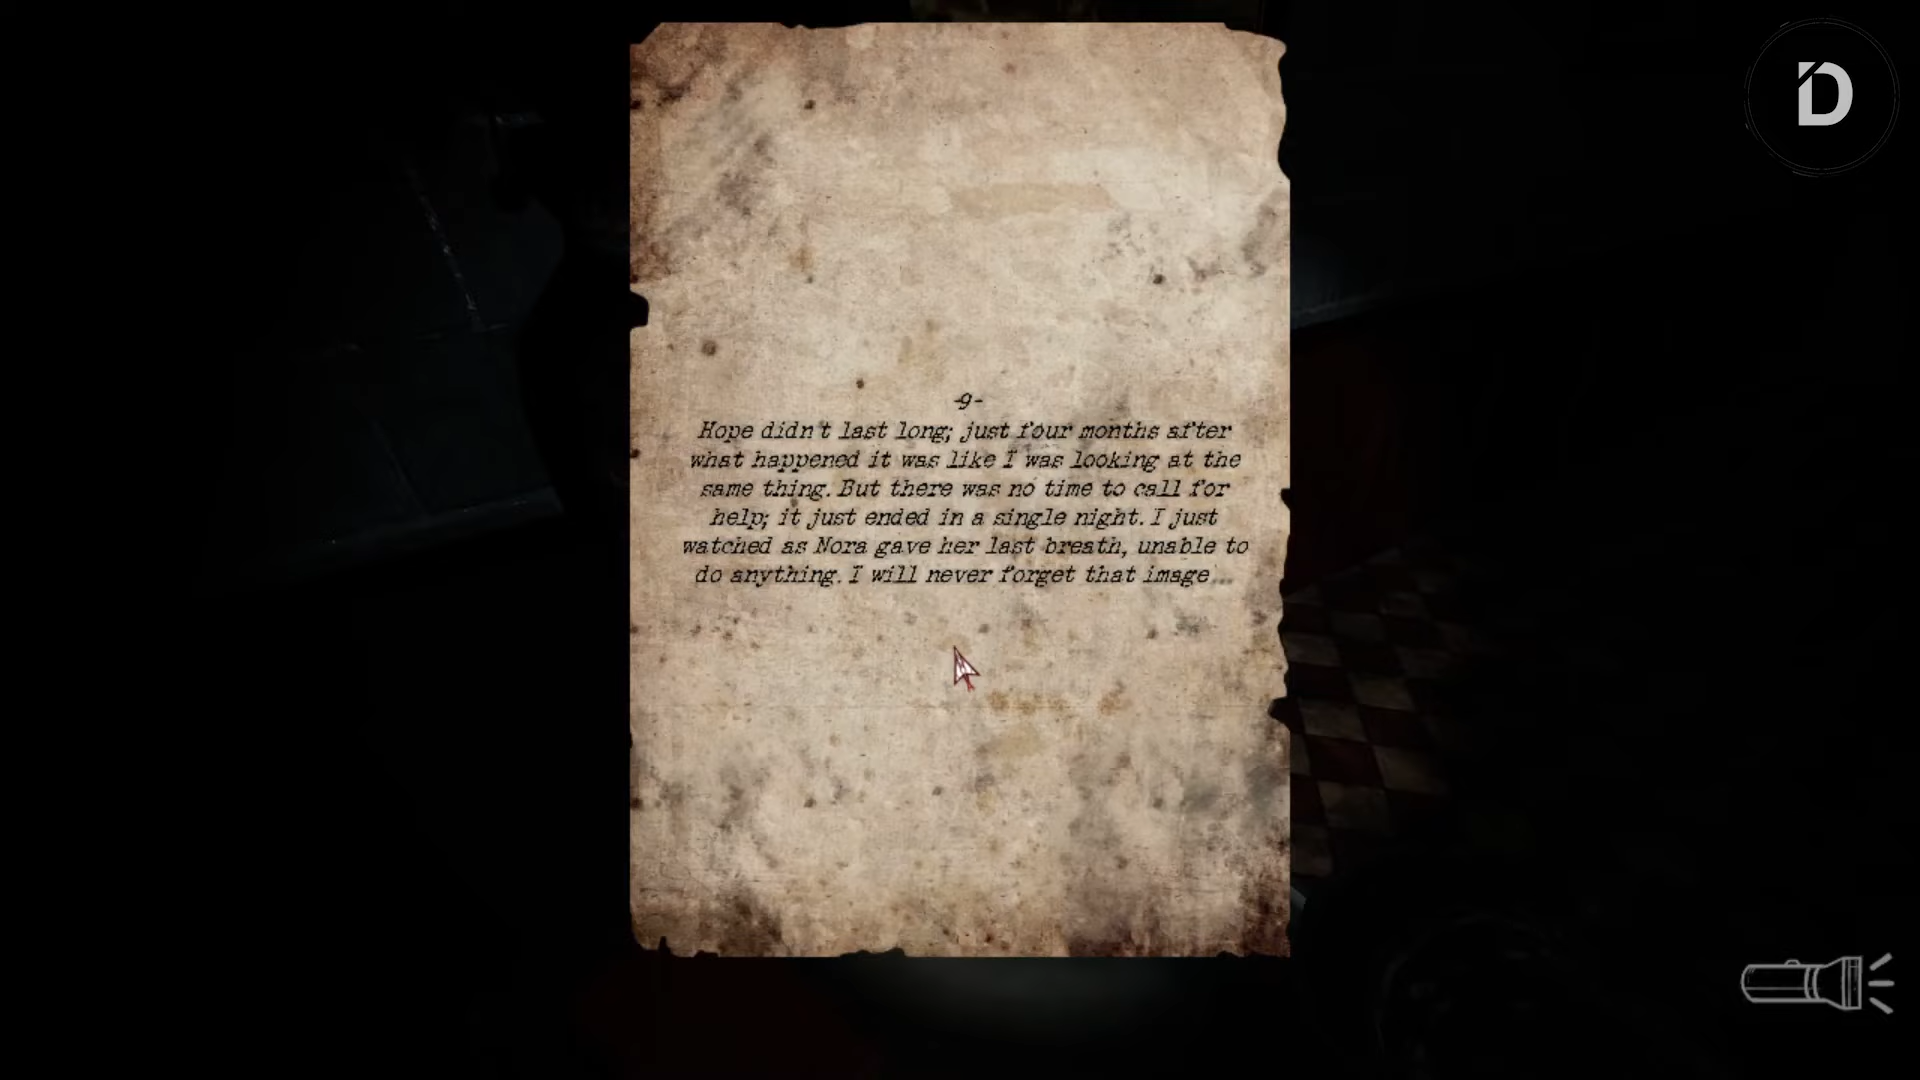 D
-9-
Hope didn't last long; just four months after
what happened it was like I was looking at the
same thing. But there was no time to call for
help; it just ended in a single night. I just
watched as Nora gave her last breath, unable to
do anything. I will never forget that image...